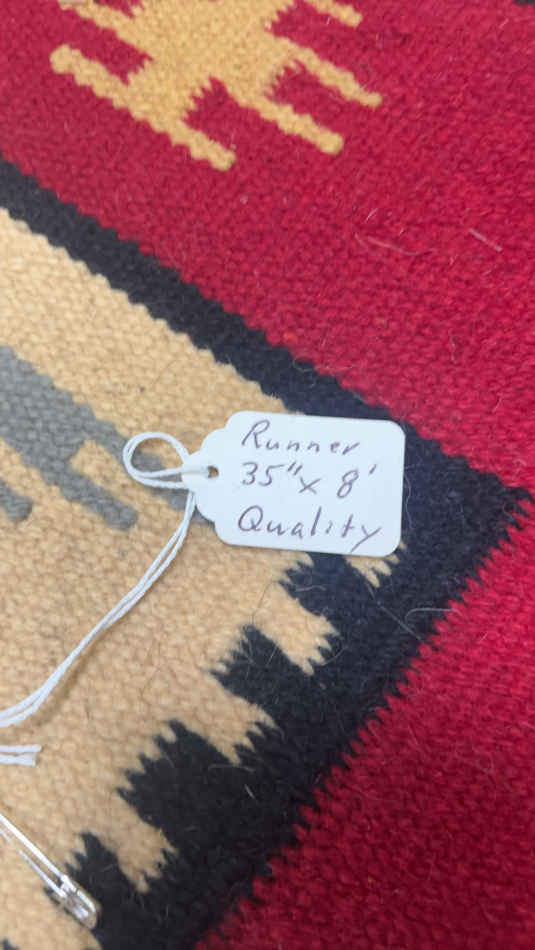 Runner
35" x 8'
Quality